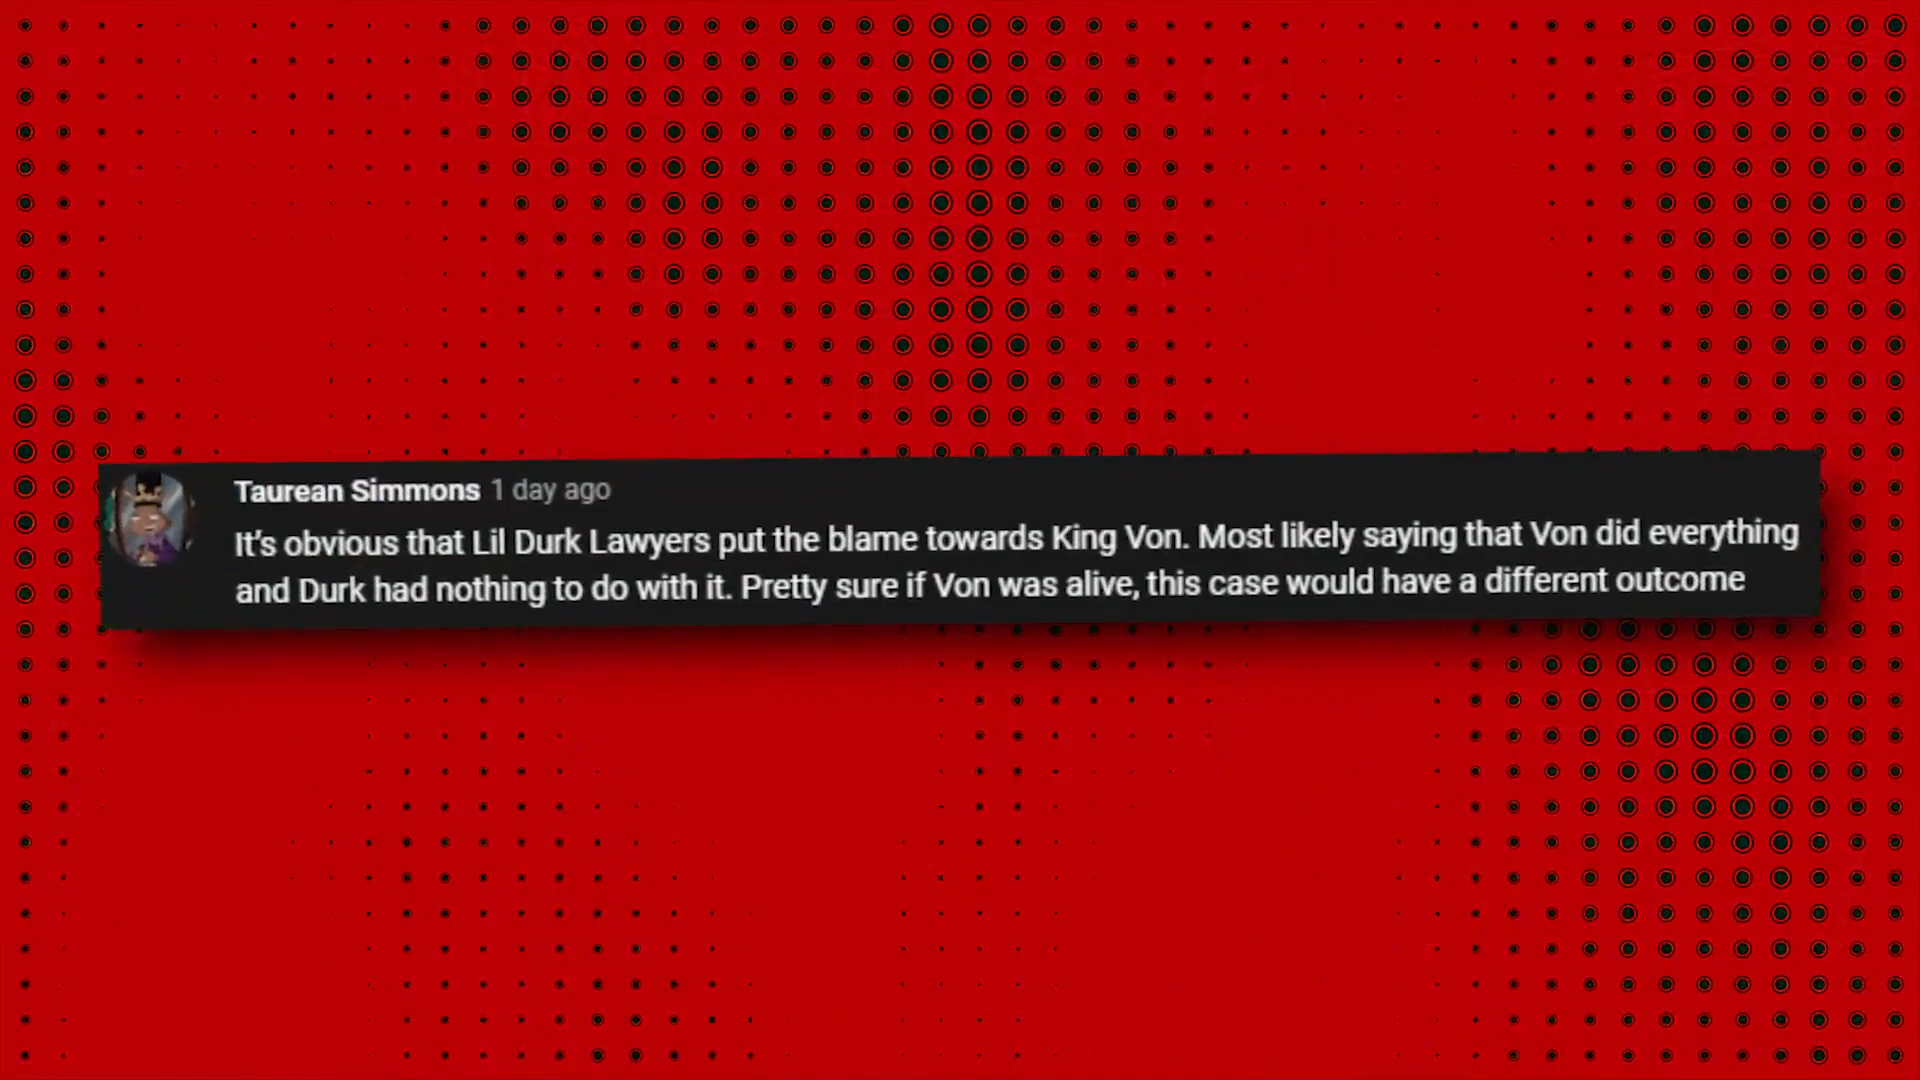 Taurean Simmons 1 day ago
It's obvious that Lil Durk Lawyers put the blame towards King Von. Most likely saying that Von did everything
and Durk had nothing to do with it. Pretty sure if Von was alive, this case would have a different outcome